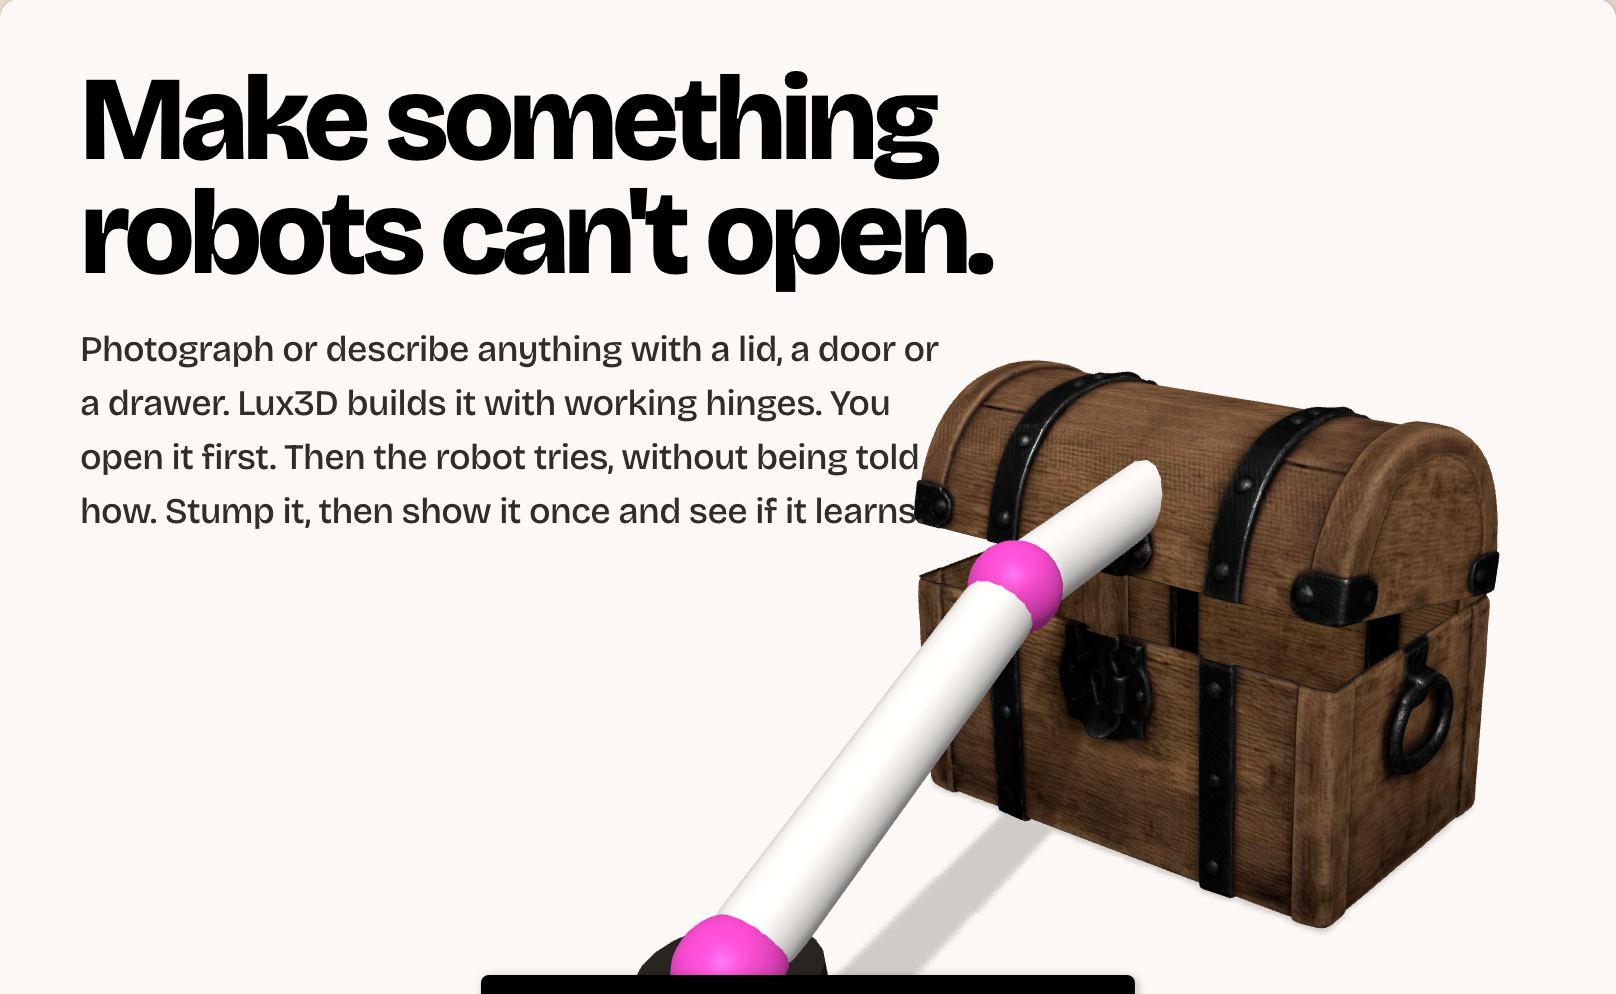 Make something
robots can't open.
Photograph or describe anything with a lid, a door or
a drawer. Lux3D builds it with working hinges. You
open it first. Then the robot tries, without being told
how. Stump it, then show it once and see if it learns.